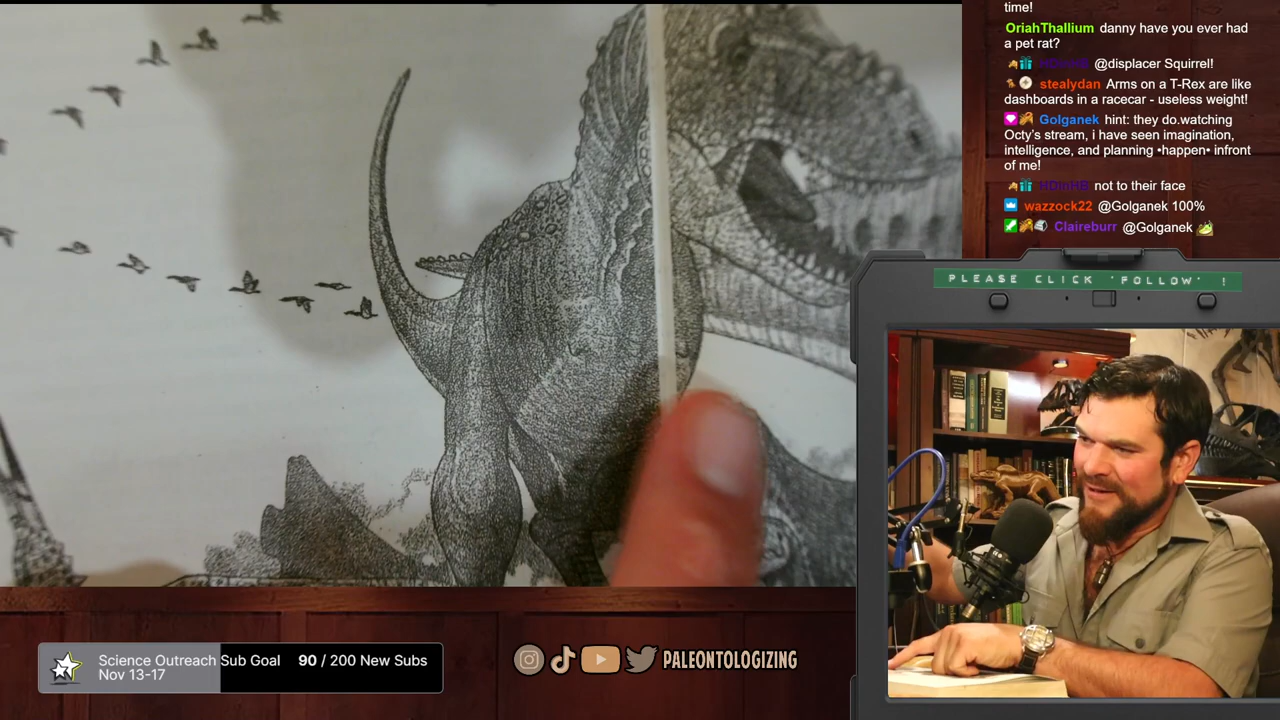 time!
OriahThallium danny have you ever had
a pet rat?
HDinHB @displacer Squirrel!
stealydan Arms on a T-Rex are like
dashboards in a racecar - useless weight!
Golganek hint: they do.watching
Octy's stream, i have seen imagination,
intelligence, and planning •happen• infront
of me!
HDinHB not to their face
wazzock22 @Golganek 100%
Claireburr @Golganek
PLEASE CLICK 'FOLLOW' !
Science Outreach Sub Goal 90 / 200 New Subs
Nov 13-17
PALEONTOLOGIZING